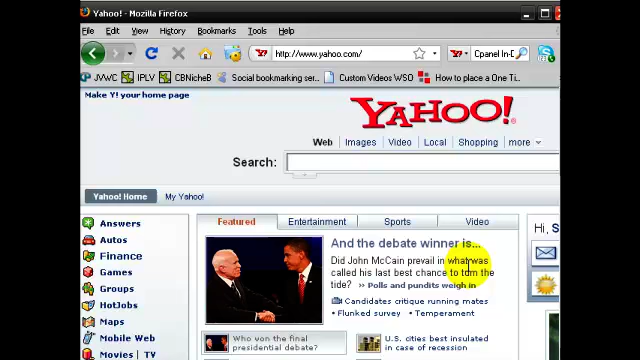 Yahoo! - Mozilla Firefox
File Edit View History Bookmarks Tools Help
http://www.yahoo.com/ Cpanel In-D
JVWC IPLV CBNicheB Social bookmarking ser... Custom Videos WSO How to place a One Ti...
Make Y! your home page
YAHOO!
Web Images Video Local Shopping more
Search:
Yahoo! Home My Yahoo!
Answers
Autos
Finance
Games
Groups
HotJobs
Maps
Mobile Web
Movies | TV
Featured Entertainment Sports Video
And the debate winner is...
Did John McCain prevail in what was
called his last best chance to turn the
tide? » Polls and pundits weigh in
Candidates critique running mates
• Flunked survey • Temperament
Who won the final
presidential debate?
U.S. cities best insulated
in case of recession
Hi, S